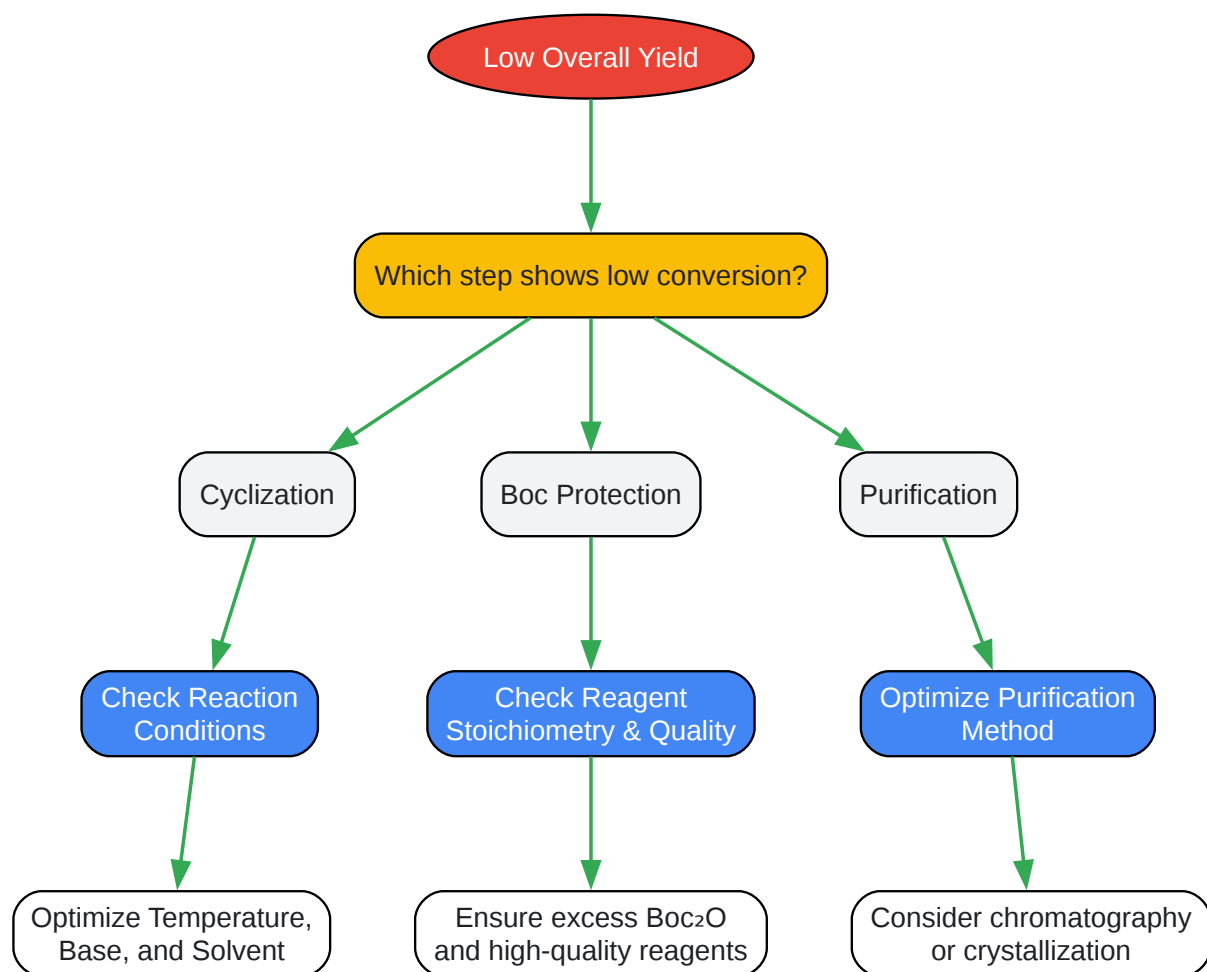 Low Overall Yield
Which step shows low conversion?
Cyclization
Boc Protection
Purification
Check Reaction
Conditions
Check Reagent
Stoichiometry & Quality
Optimize Purification
Method
Optimize Temperature,
Base, and Solvent
Ensure excess Boc₂O
and high-quality reagents
Consider chromatography
or crystallization